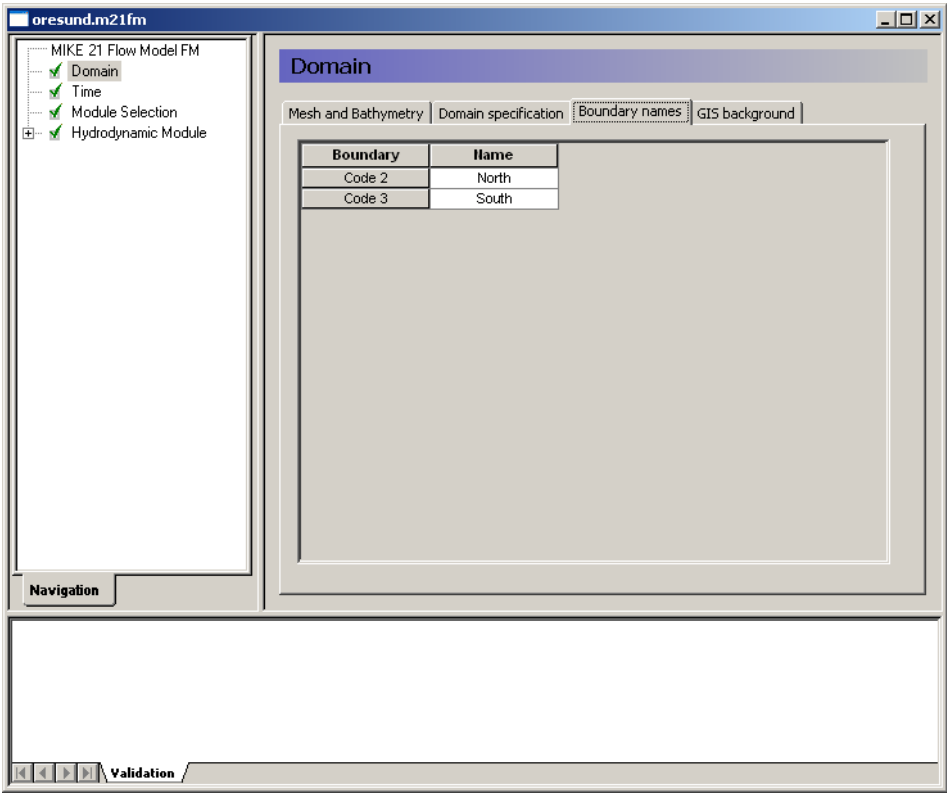 oresund.m21fm
MIKE 21 Flow Model FM
Domain
Time
Module Selection
Hydrodynamic Module
Navigation
Domain
Mesh and Bathymetry Domain specification Boundary names GIS background
Boundary Name
Code 2 North
Code 3 South
Validation